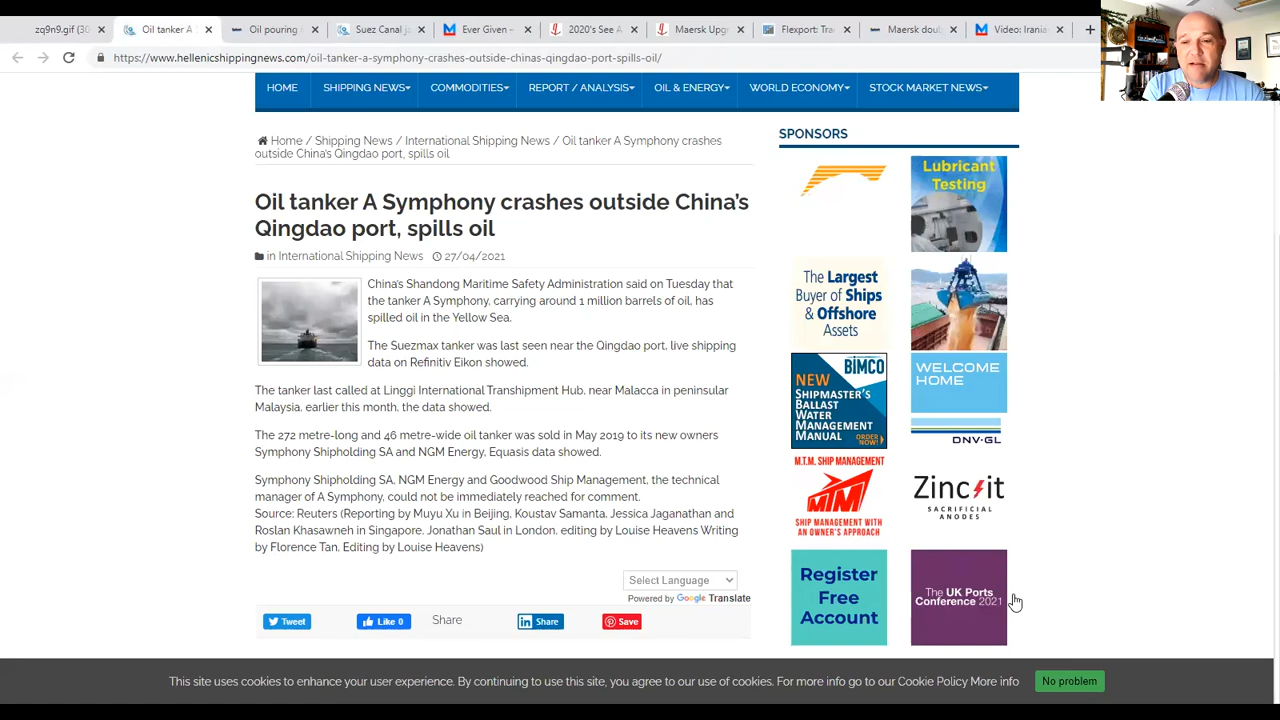 zq9n9.gif (30
Oil tanker A
Oil pouring
Suez Canal jo
Ever Given –
2020's See A
Maersk Upg
Flexport: Tra
Maersk doub
Video: Irania
https://www.hellenicshippingnews.com/oil-tanker-a-symphony-crashes-outside-chinas-qingdao-port-spills-oil/
HOME
SHIPPING NEWS
COMMODITIES
REPORT / ANALYSIS
OIL & ENERGY
WORLD ECONOMY
STOCK MARKET NEWS
Home / Shipping News / International Shipping News / Oil tanker A Symphony crashes
outside China's Qingdao port, spills oil
Oil tanker A Symphony crashes outside China's
Qingdao port, spills oil
in International Shipping News 27/04/2021
China's Shandong Maritime Safety Administration said on Tuesday that
the tanker A Symphony, carrying around 1 million barrels of oil, has
spilled oil in the Yellow Sea.
The Suezmax tanker was last seen near the Qingdao port, live shipping
data on Refinitiv Eikon showed.
The tanker last called at Linggi International Transhipment Hub, near Malacca in peninsular
Malaysia, earlier this month, the data showed.
The 272 metre-long and 46 metre-wide oil tanker was sold in May 2019 to its new owners
Symphony Shipholding SA and NGM Energy, Equasis data showed.
Symphony Shipholding SA, NGM Energy and Goodwood Ship Management, the technical
manager of A Symphony, could not be immediately reached for comment.
Source: Reuters (Reporting by Muyu Xu in Beijing, Koustav Samanta, Jessica Jaganathan and
Roslan Khasawneh in Singapore, Jonathan Saul in London, editing by Louise Heavens Writing
by Florence Tan, Editing by Louise Heavens)
Select Language
Powered by Google Translate
Tweet
Like 0
Share
Share
Save
SPONSORS
Lubricant
Testing
The Largest
Buyer of Ships
& Offshore
Assets
BIMCO
NEW
SHIPMASTER'S
BALLAST
WATER
MANAGEMENT
MANUAL
ORDER
NOW!
WELCOME
HOME
DNV·GL
M.T.M. SHIP MANAGEMENT
MTM
SHIP MANAGEMENT WITH
AN OWNER'S APPROACH
Zincit
SACRIFICIAL
ANODES
Register
Free
Account
The UK Ports
Conference 2021
This site uses cookies to enhance your user experience. By continuing to use this site, you agree to our use of cookies. For more info go to our Cookie Policy More info
No problem